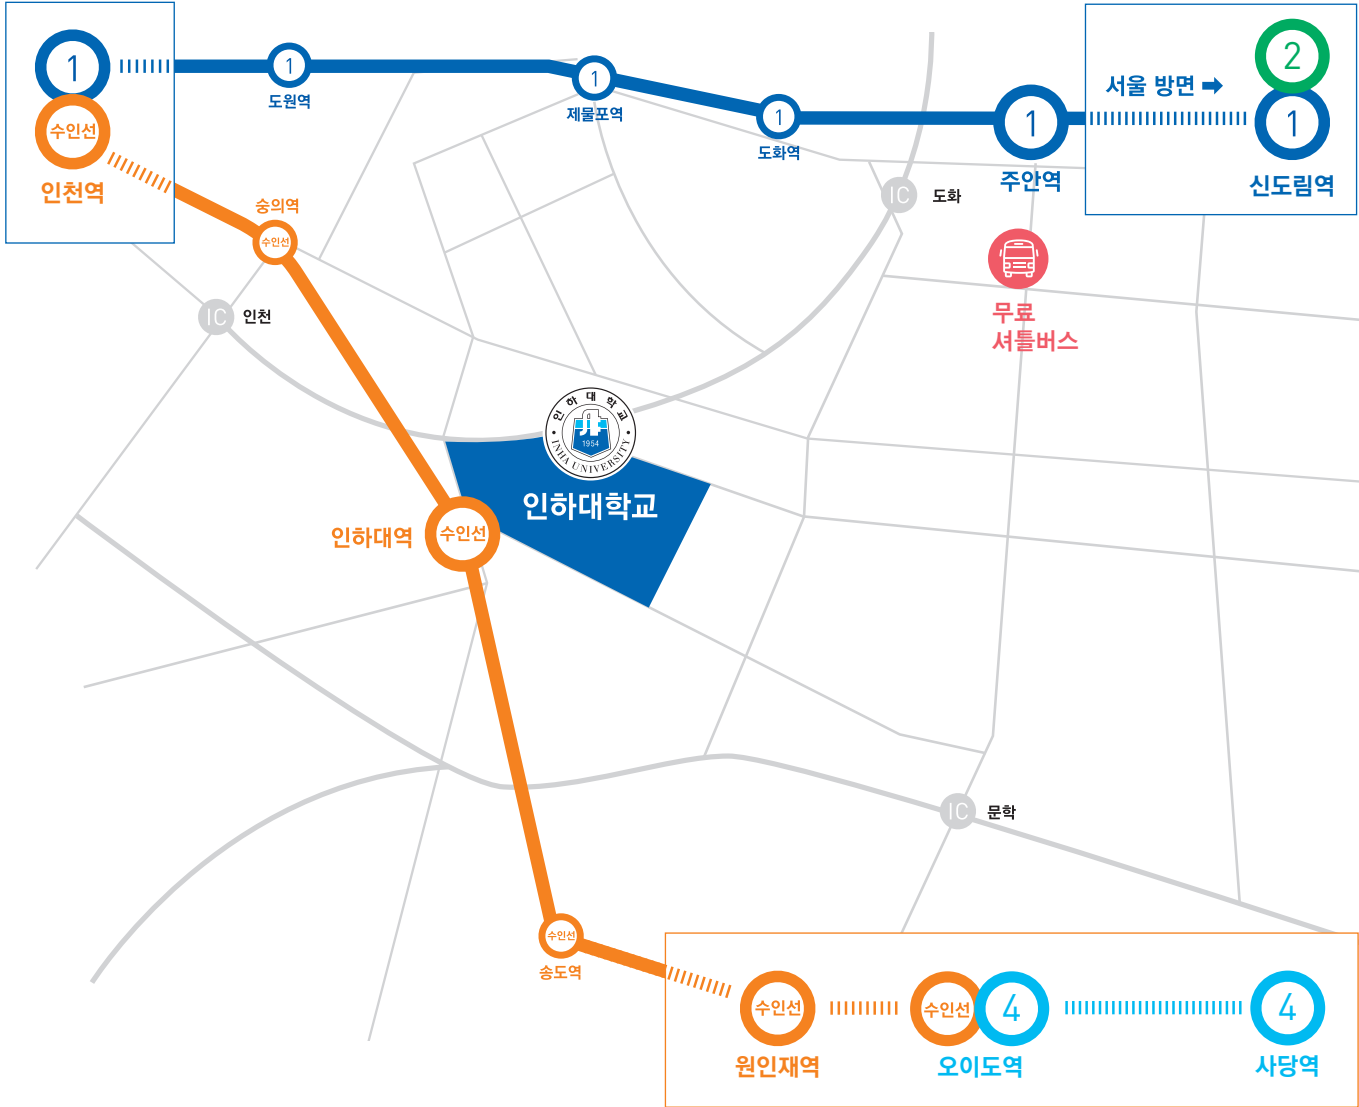 1
수인선
인천역
1
도원역
1
제물포역
1
도화역
1
주안역
서울 방면
2
1
신도림역
숭의역
수인선
IC 인천
IC 도화
무료
셔틀버스
인하대학교
1954
INHA UNIVERSITY
인하대학교
인하대역
수인선
IC 문학
수인선
송도역
수인선
원인재역
수인선
4
오이도역
4
사당역